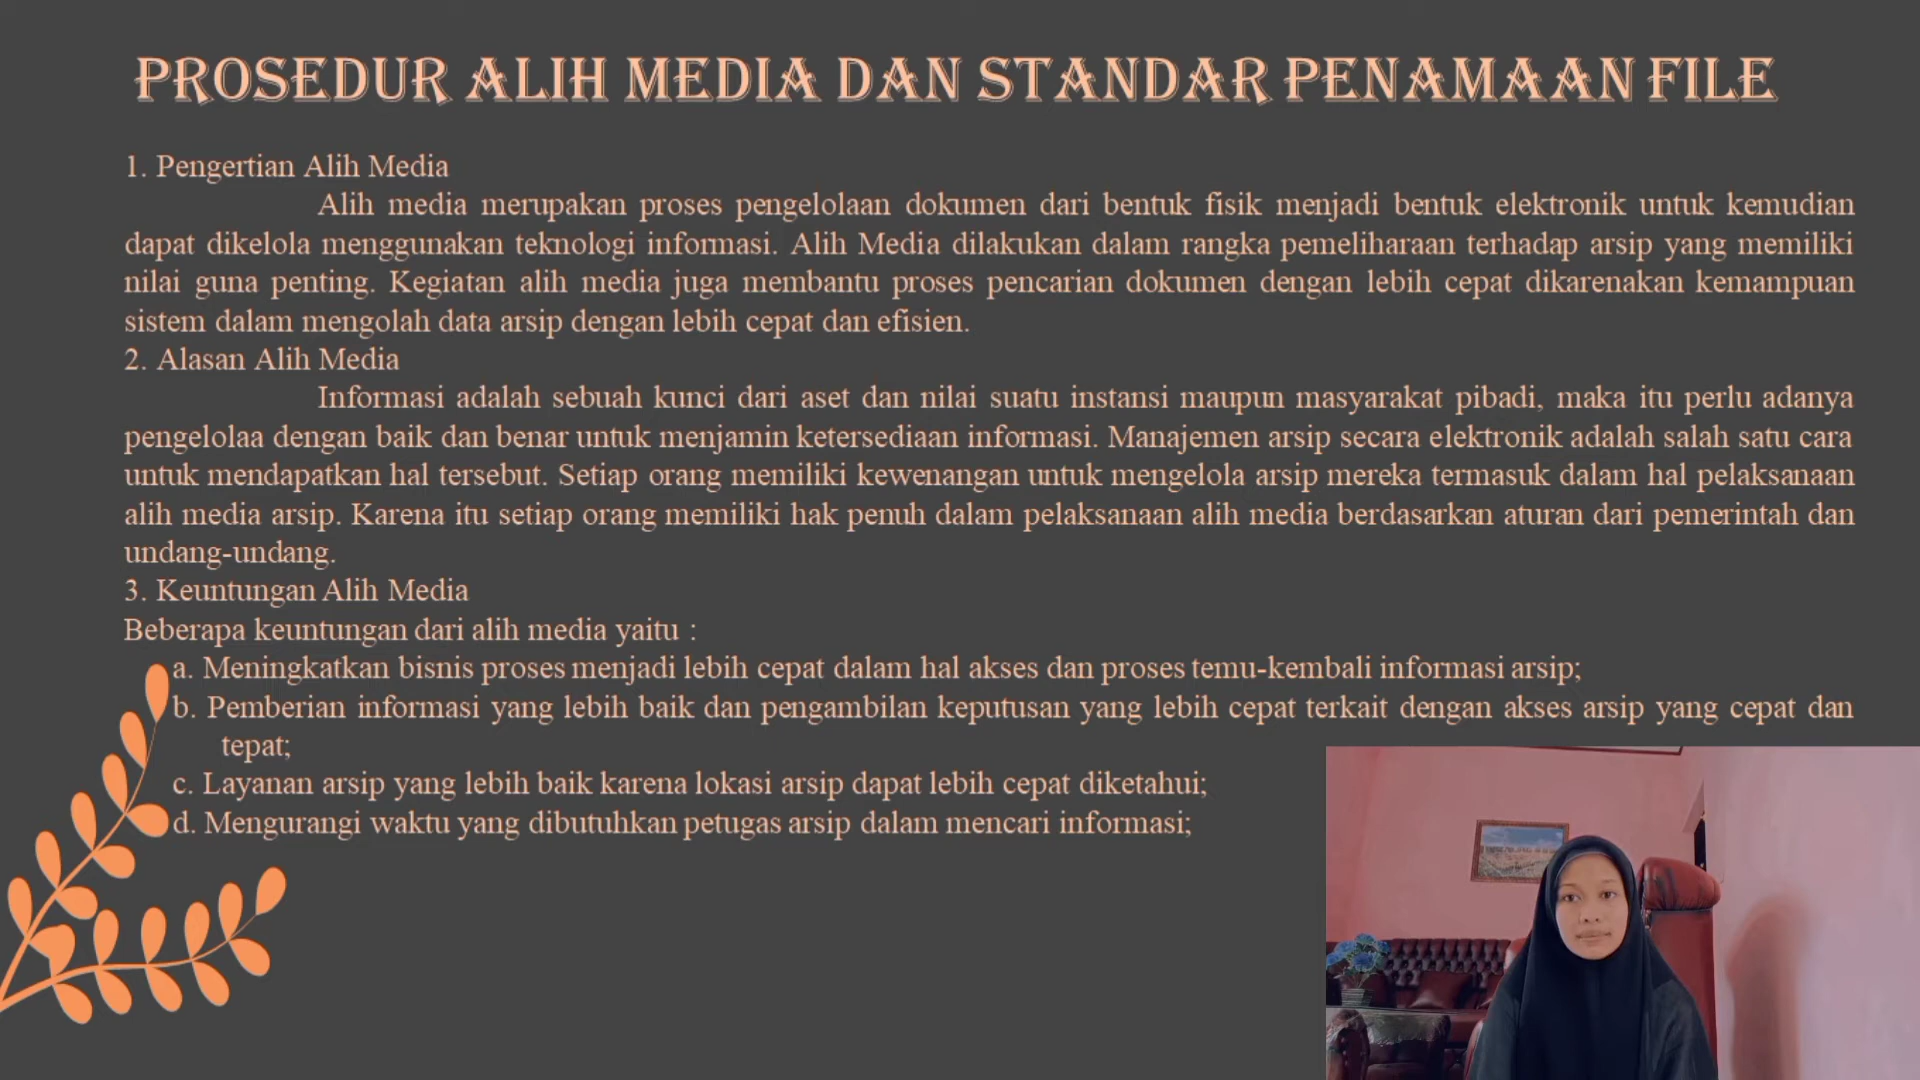 PROSEDUR ALIH MEDIA DAN STANDAR PENAMAAN FILE
1. Pengertian Alih Media
Alih media merupakan proses pengelolaan dokumen dari bentuk fisik menjadi bentuk elektronik untuk kemudian
dapat dikelola menggunakan teknologi informasi. Alih Media dilakukan dalam rangka pemeliharaan terhadap arsip yang memiliki
nilai guna penting. Kegiatan alih media juga membantu proses pencarian dokumen dengan lebih cepat dikarenakan kemampuan
sistem dalam mengolah data arsip dengan lebih cepat dan efisien.
2. Alasan Alih Media
Informasi adalah sebuah kunci dari aset dan nilai suatu instansi maupun masyarakat pibadi, maka itu perlu adanya
pengelolaa dengan baik dan benar untuk menjamin ketersediaan informasi. Manajemen arsip secara elektronik adalah salah satu cara
untuk mendapatkan hal tersebut. Setiap orang memiliki kewenangan untuk mengelola arsip mereka termasuk dalam hal pelaksanaan
alih media arsip. Karena itu setiap orang memiliki hak penuh dalam pelaksanaan alih media berdasarkan aturan dari pemerintah dan
undang-undang.
3. Keuntungan Alih Media
Beberapa keuntungan dari alih media yaitu :
a. Meningkatkan bisnis proses menjadi lebih cepat dalam hal akses dan proses temu-kembali informasi arsip;
b. Pemberian informasi yang lebih baik dan pengambilan keputusan yang lebih cepat terkait dengan akses arsip yang cepat dan
tepat;
c. Layanan arsip yang lebih baik karena lokasi arsip dapat lebih cepat diketahui;
d. Mengurangi waktu yang dibutuhkan petugas arsip dalam mencari informasi;